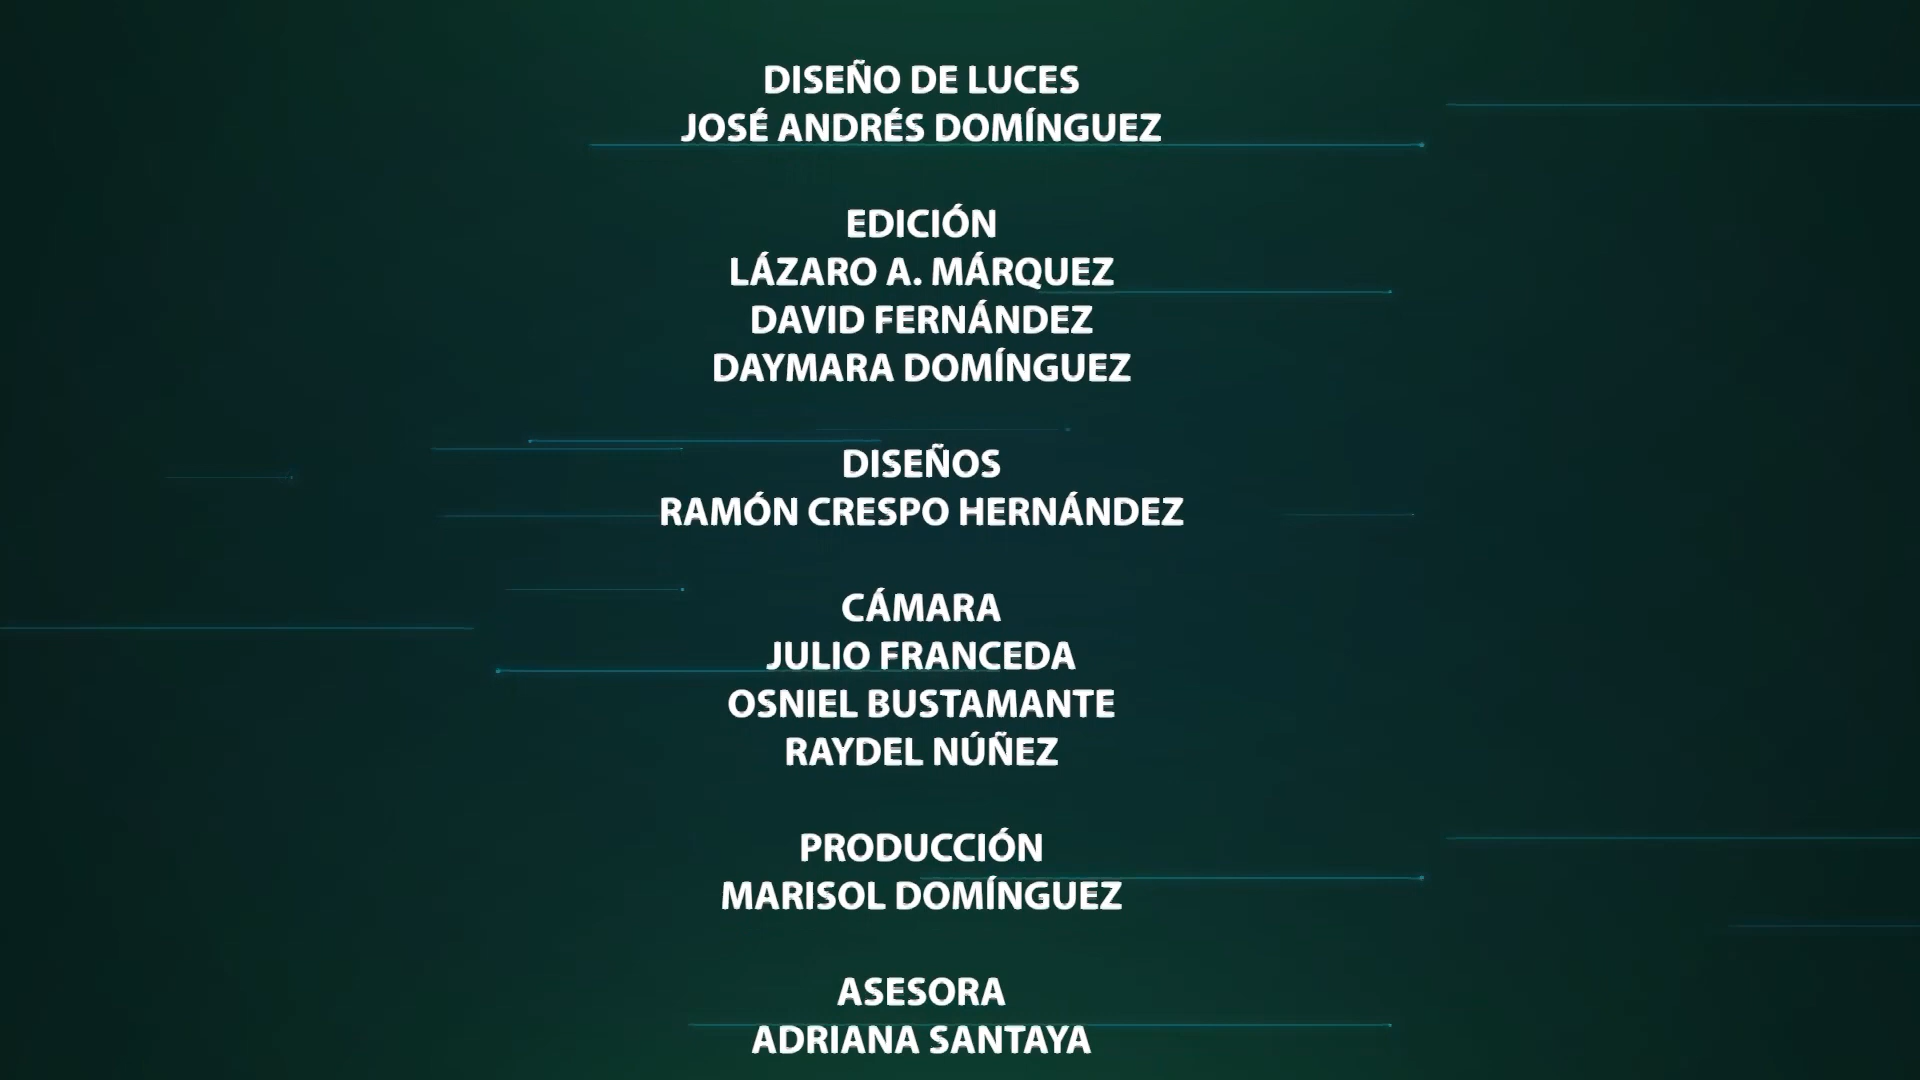 DISEÑO DE LUCES
JOSÉ ANDRÉS DOMÍNGUEZ
EDICIÓN
LÁZARO A. MÁRQUEZ
DAVID FERNÁNDEZ
DAYMARA DOMÍNGUEZ
DISEÑOS
RAMÓN CRESPO HERNÁNDEZ
CÁMARA
JULIO FRANCEDA
OSNIEL BUSTAMANTE
RAYDEL NÚÑEZ
PRODUCCIÓN
MARISOL DOMÍNGUEZ
ASESORA
ADRIANA SANTAYA